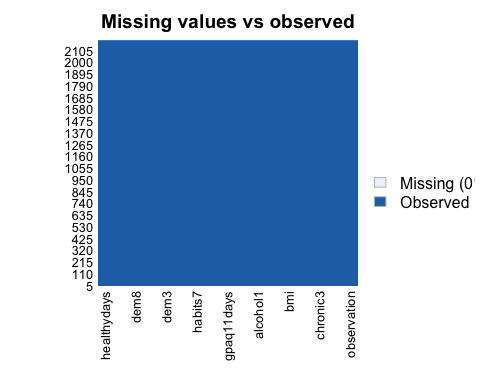 Missing values vs observed
2105
2000
1895
1790
1685
1580
1475
1370
1265
1160
1055
950
845
740
635
530
425
320
215
110
5
healthydays
dem8
dem3
habits7
gpaq11days
alcohol1
bmi
chronic3
observation
Missing (0
Observed